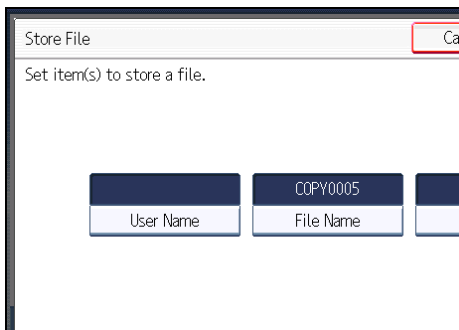 Store File
Ca
Set item(s) to store a file.
COPY0005
User Name
File Name